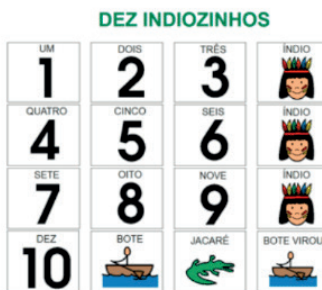 DEZ INDIOZINHOS
UM DOIS TRÊS ÍNDIO
1 2 3
QUATRO CINCO SEIS ÍNDIO
4 5 6
SETE OITO NOVE ÍNDIO
7 8 9
DEZ BOTE JACARÉ BOTE VIROU
10